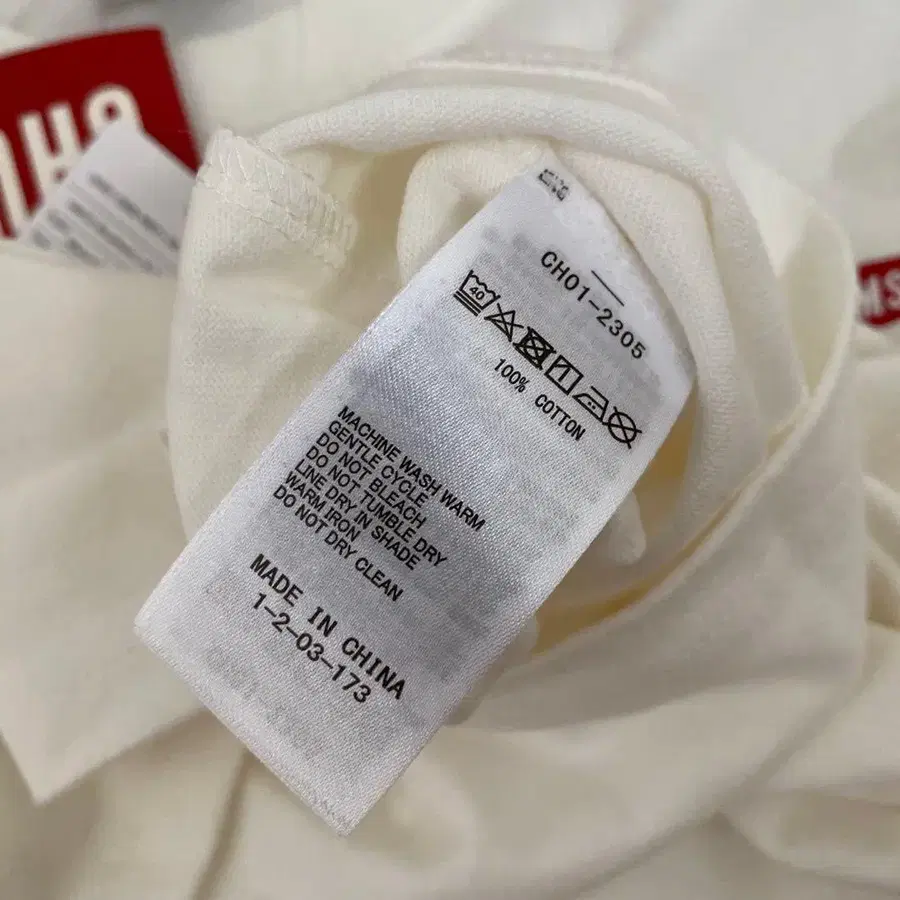 CH01-2305
40
100% COTTON
MACHINE WASH WARM
GENTLE CYCLE
DO NOT BLEACH
DO NOT TUMBLE DRY
LINE DRY IN SHADE
WARM IRON
DO NOT DRY CLEAN
MADE IN CHINA
1-2-03-173